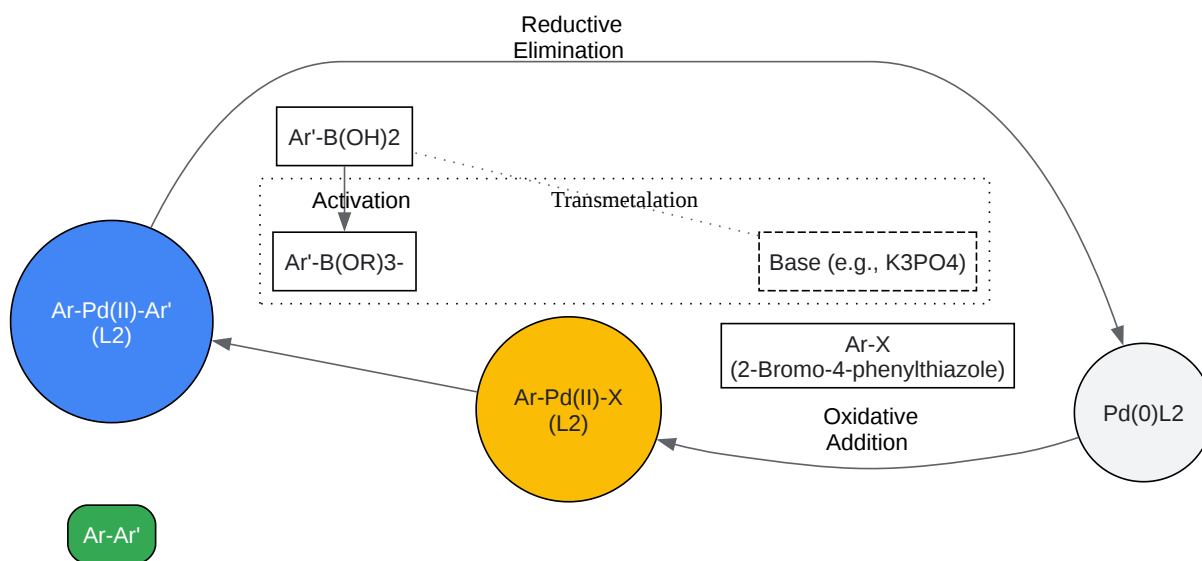 Reductive
Elimination
Ar'-B(OH)2
Activation
Transmetalation
Ar'-B(OR)3-
Base (e.g., K3PO4)
Ar-Pd(II)-Ar'
(L2)
Ar-X
(2-Bromo-4-phenylthiazole)
Ar-Pd(II)-X
(L2)
Oxidative
Addition
Pd(0)L2
Ar-Ar'